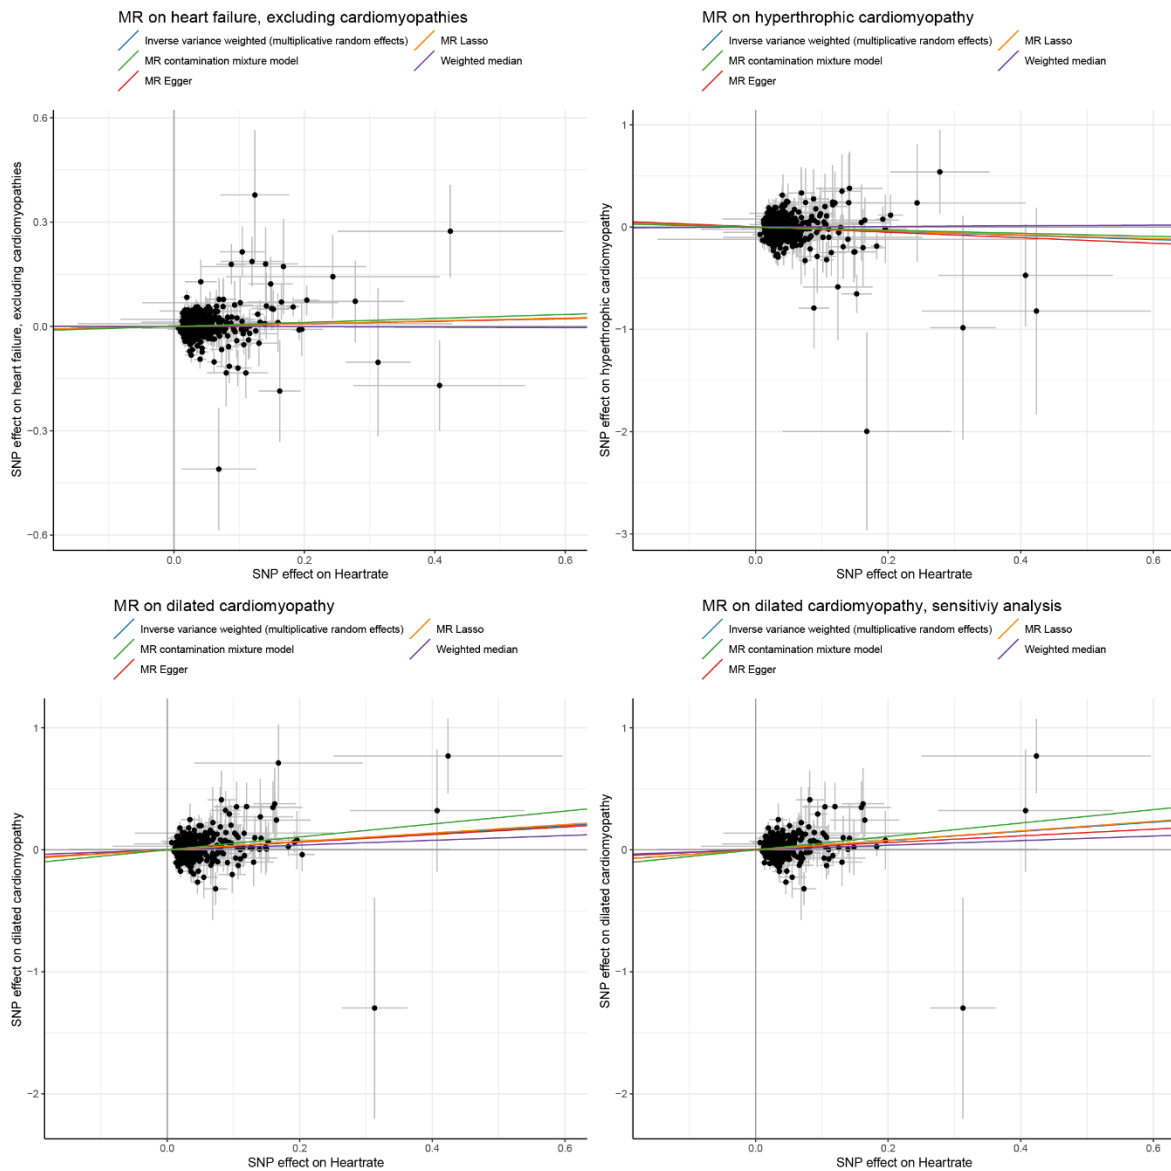 MR on heart failure, excluding cardiomyopathies
Inverse variance weighted (multiplicative random effects) MR Lasso
MR contamination mixture model Weighted median
MR Egger
SNP effect on heart failure, excluding cardiomyopathies
0.6
0.3
0.0
−0.3
−0.6
0.0 0.2 0.4 0.6
SNP effect on Heartrate
MR on hyperthrophic cardiomyopathy
Inverse variance weighted (multiplicative random effects) MR Lasso
MR contamination mixture model Weighted median
MR Egger
SNP effect on hyperthrophic cardiomyopathy
1
0
−1
−2
−3
0.0 0.2 0.4 0.6
SNP effect on Heartrate
MR on dilated cardiomyopathy
Inverse variance weighted (multiplicative random effects) MR Lasso
MR contamination mixture model Weighted median
MR Egger
SNP effect on dilated cardiomyopathy
1
0
−1
−2
0.0 0.2 0.4 0.6
SNP effect on Heartrate
MR on dilated cardiomyopathy, sensitiviy analysis
Inverse variance weighted (multiplicative random effects) MR Lasso
MR contamination mixture model Weighted median
MR Egger
SNP effect on dilated cardiomyopathy
1
0
−1
−2
0.0 0.2 0.4 0.6
SNP effect on Heartrate